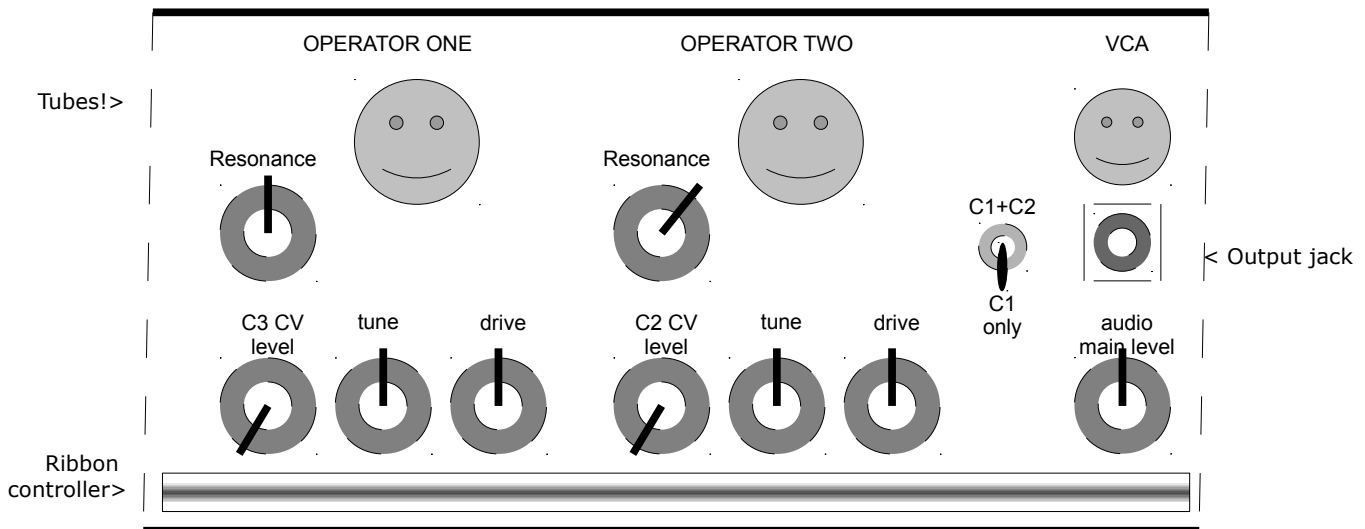 OPERATOR ONE
OPERATOR TWO
VCA
Tubes!>
Resonance
Resonance
C1+C2
< Output jack
C1
only
C3 CV
level
tune
drive
C2 CV
level
tune
drive
audio
main level
Ribbon
controller>